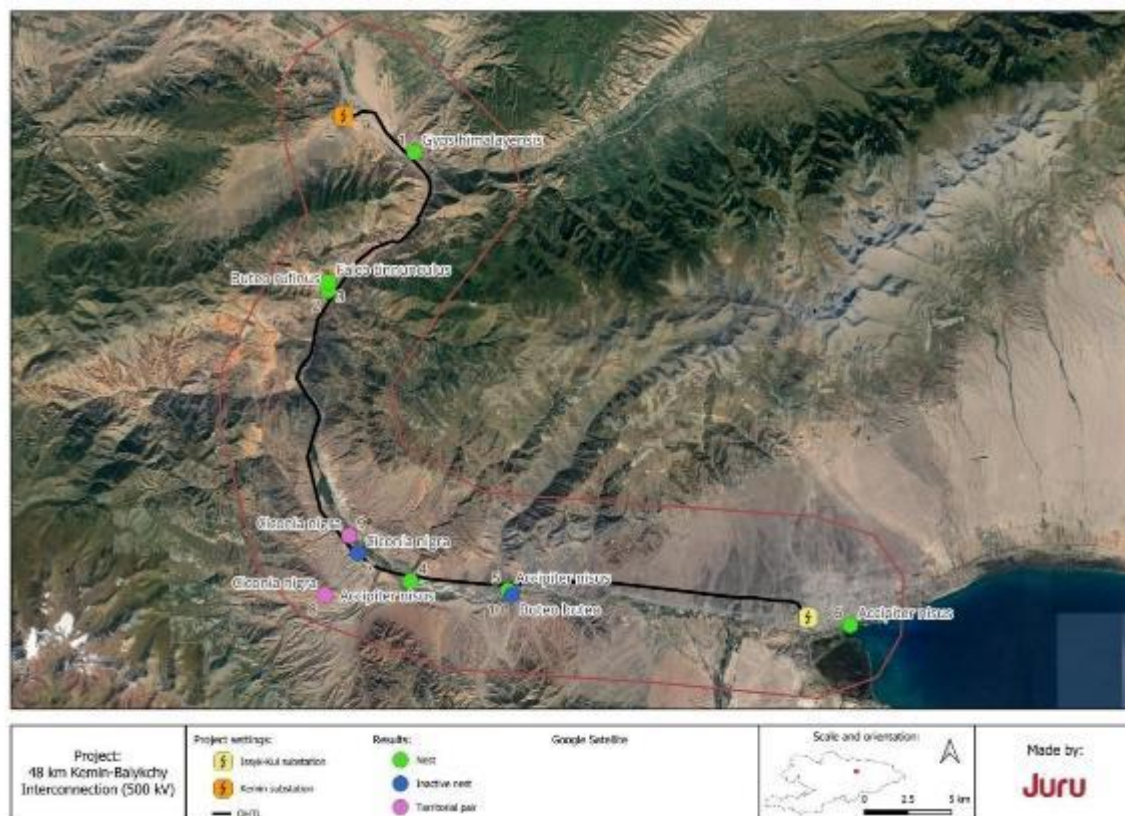 1
Gyps himalayensis
Falco tinnunculus
Buteo rufinus
3
Ciconia nigra
Ciconia nigra
4
5
Accipiter nisus
Ciconia nigra
Accipiter nisus
10
Buteo buteo
Accipiter nisus
Project:
48 km Kemin-Balykchy
Interconnection (500 kV)
Project settings:
Issyk-Kul substation
Kemin substation
OHTL
Results:
Nest
Inactive nest
Territorial pair
Google Satellite
Scale and orientation:
0 2.5 5 km
Made by:
Juru